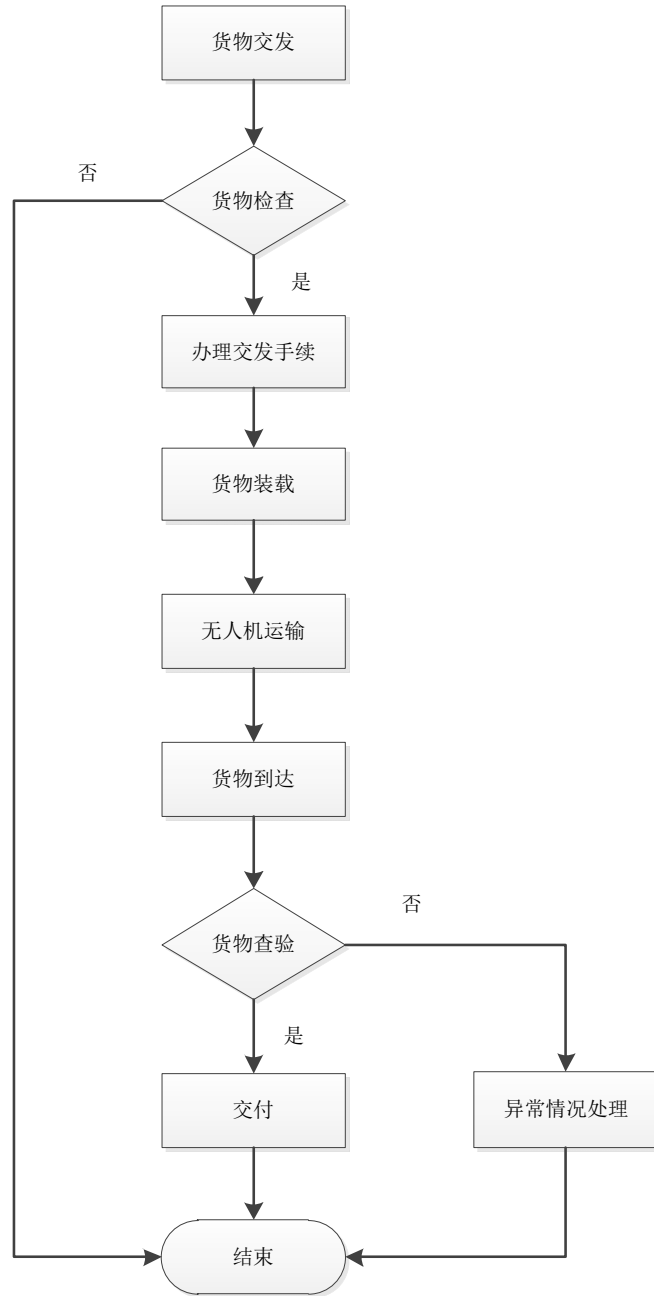 货物交发
否
货物检查
是
办理交发手续
货物装载
无人机运输
货物到达
否
货物查验
是
交付
异常情况处理
结束